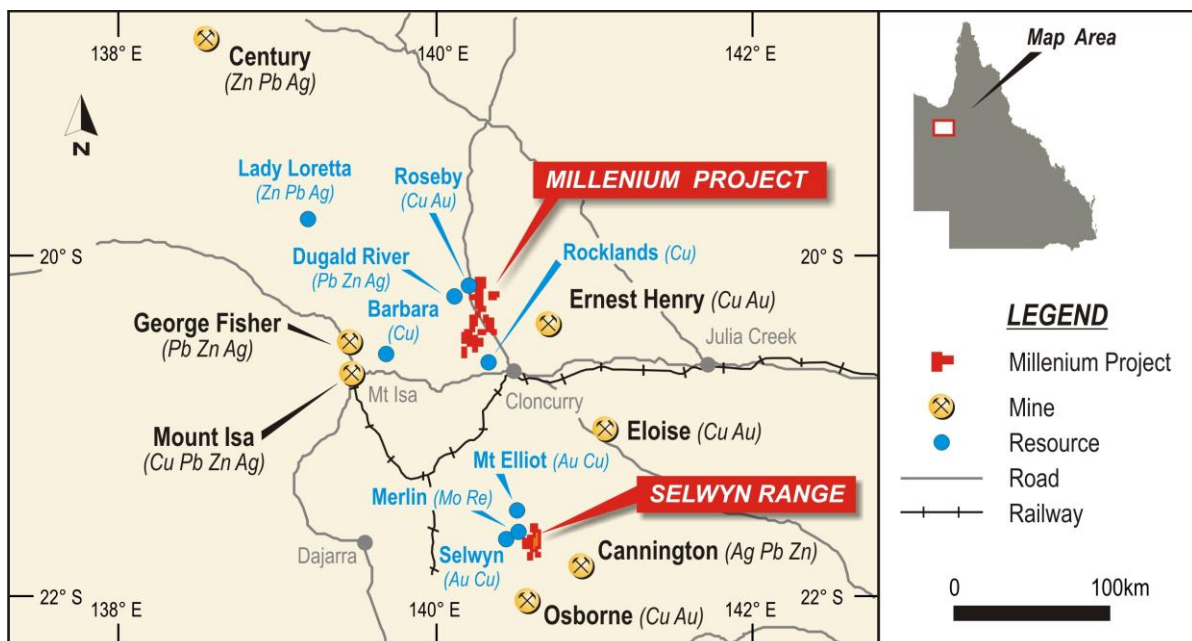 138° E
140° E
142° E
Map Area
Century
(Zn Pb Ag)
N
Lady Loretta
(Zn Pb Ag)
Roseby
(Cu Au)
MILLENIUM PROJECT
20° S
20° S
Dugald River
(Pb Zn Ag)
Rocklands (Cu)
Barbara
(Cu)
Ernest Henry (Cu Au)
George Fisher
(Pb Zn Ag)
Julia Creek
Mt Isa
Cloncurry
Mount Isa
(Cu Pb Zn Ag)
Eloise (Cu Au)
Mt Elliot (Au Cu)
Merlin (Mo Re)
SELWYN RANGE
Dajarra
Selwyn
(Au Cu)
Cannington (Ag Pb Zn)
Osborne (Cu Au)
22° S
22° S
138° E
140° E
142° E
LEGEND
Millenium Project
Mine
Resource
Road
Railway
0
100km